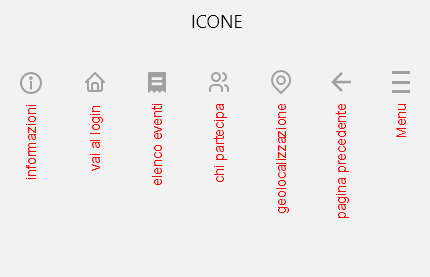 ICONE
informazioni
vai al login
elenco eventi
chi partecipa
geolocalizzazione
pagina precedente
Menu